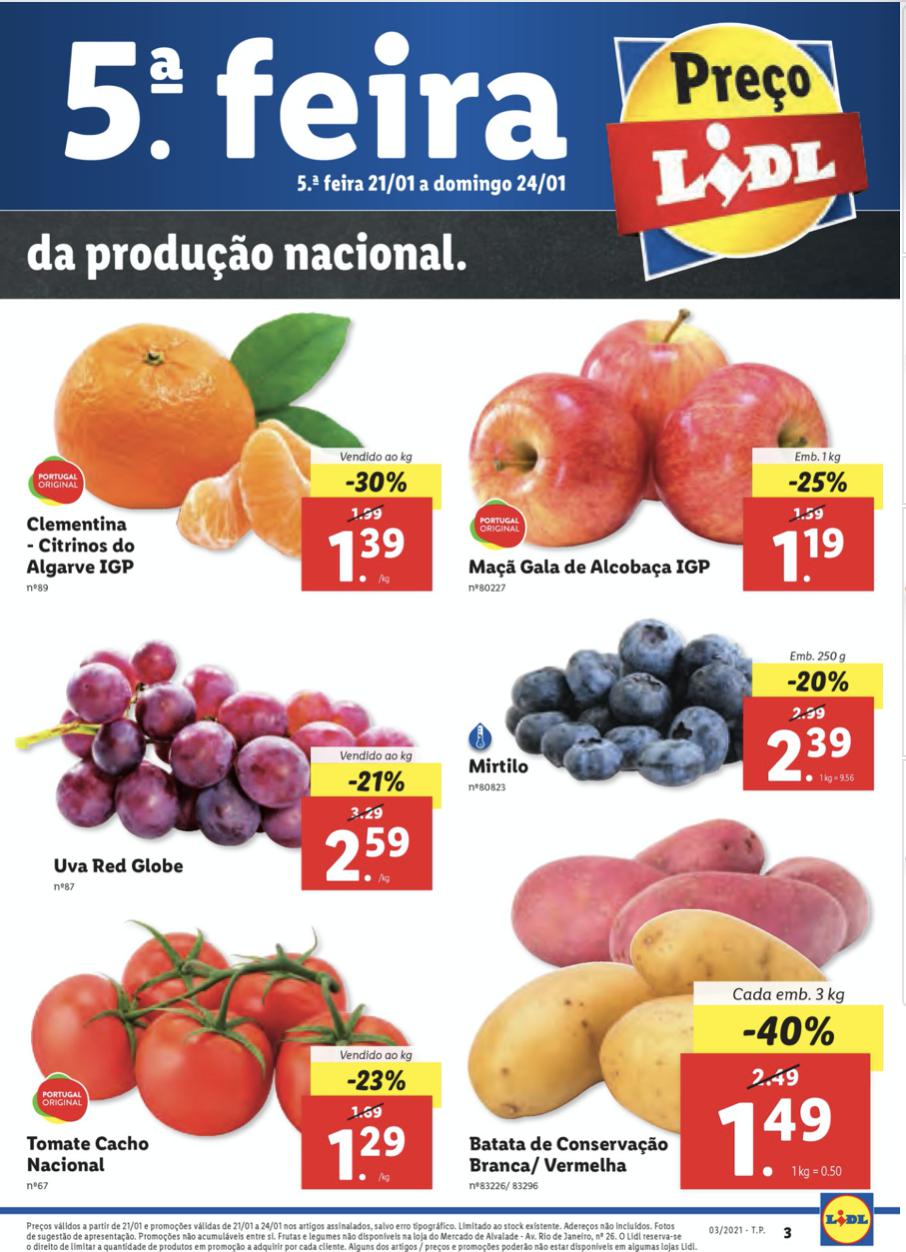 5.ª feira
5.ª feira 21/01 a domingo 24/01
Preço
LIDL
da produção nacional.
PORTUGAL
ORIGINAL
Clementina
- Citrinos do
Algarve IGP
nº89
Vendido ao kg
-30%
1.99
1.39
/kg
PORTUGAL
ORIGINAL
Maçã Gala de Alcobaça IGP
nº80227
Emb. 1 kg
-25%
1.59
1.19
Uva Red Globe
nº87
Vendido ao kg
-21%
3.29
2.59
/kg
Mirtilo
nº80823
Emb. 250 g
-20%
2.99
2.39
1 kg = 9.56
PORTUGAL
ORIGINAL
Tomate Cacho
Nacional
nº67
Vendido ao kg
-23%
1.69
1.29
/kg
Batata de Conservação
Branca/ Vermelha
nº83226/ 83296
Cada emb. 3 kg
-40%
2.49
1.49
1 kg = 0.50
Preços válidos a partir de 21/01 e promoções válidas de 21/01 a 24/01 nos artigos assinalados, salvo erro tipográfico. Limitado ao stock existente. Adereços não incluídos. Fotos
de sugestão de apresentação. Promoções não acumuláveis entre si. Frutas e legumes não disponíveis na loja do Mercado de Alvalade - Av. Rio de Janeiro, nº 26. O Lidl reserva-se
o direito de limitar a quantidade de produtos em promoção a adquirir por cada cliente. Alguns dos artigos / preços e promoções poderão não estar disponíveis em algumas lojas Lidl.
03/2021 - T.P.
3
LIDL